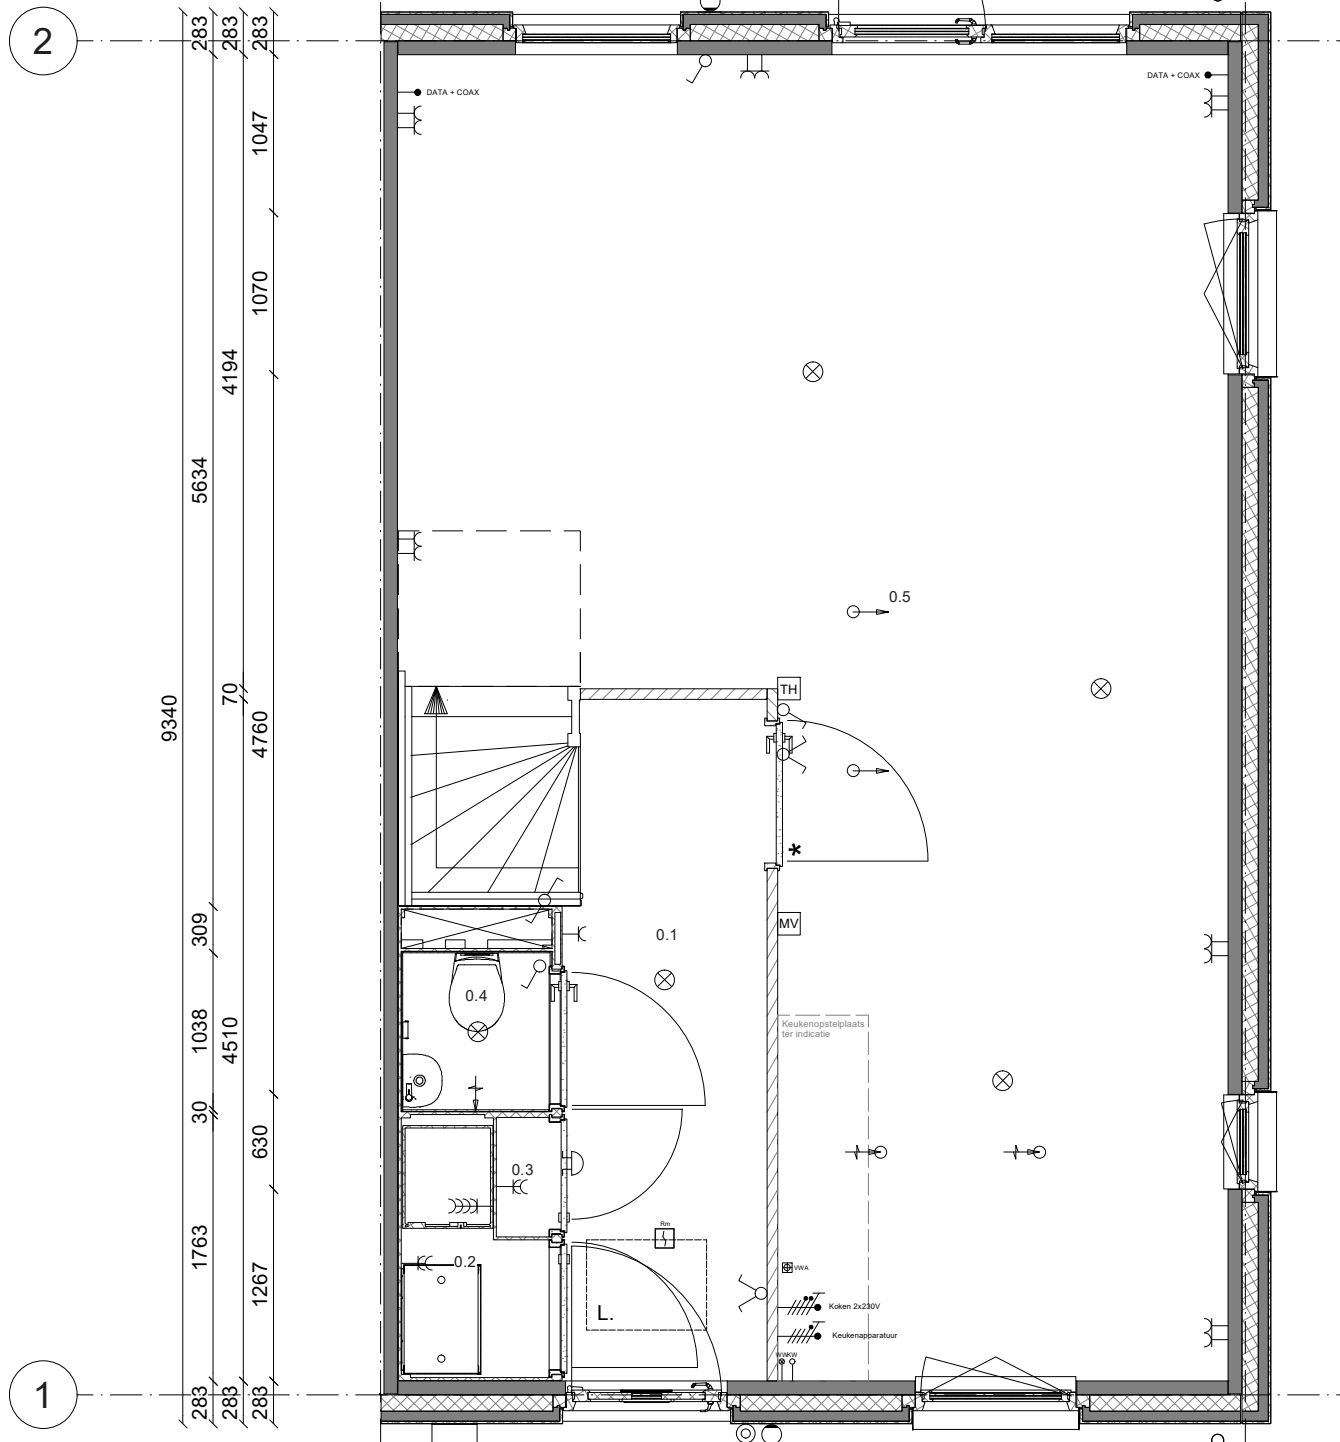 2
283
283
283
DATA + COAX
DATA + COAX
1047
1070
4194
5634
0.5
70
TH
9340
4760
*
309
MV
0.1
0.4
Keukenopstelplaats
ter indicatie
1038
4510
30
630
0.3
Rm
1763
0.2
1267
VWA
L.
Koken 2x230V
Keukenapparatuur
WW
KW
1
283
283
283